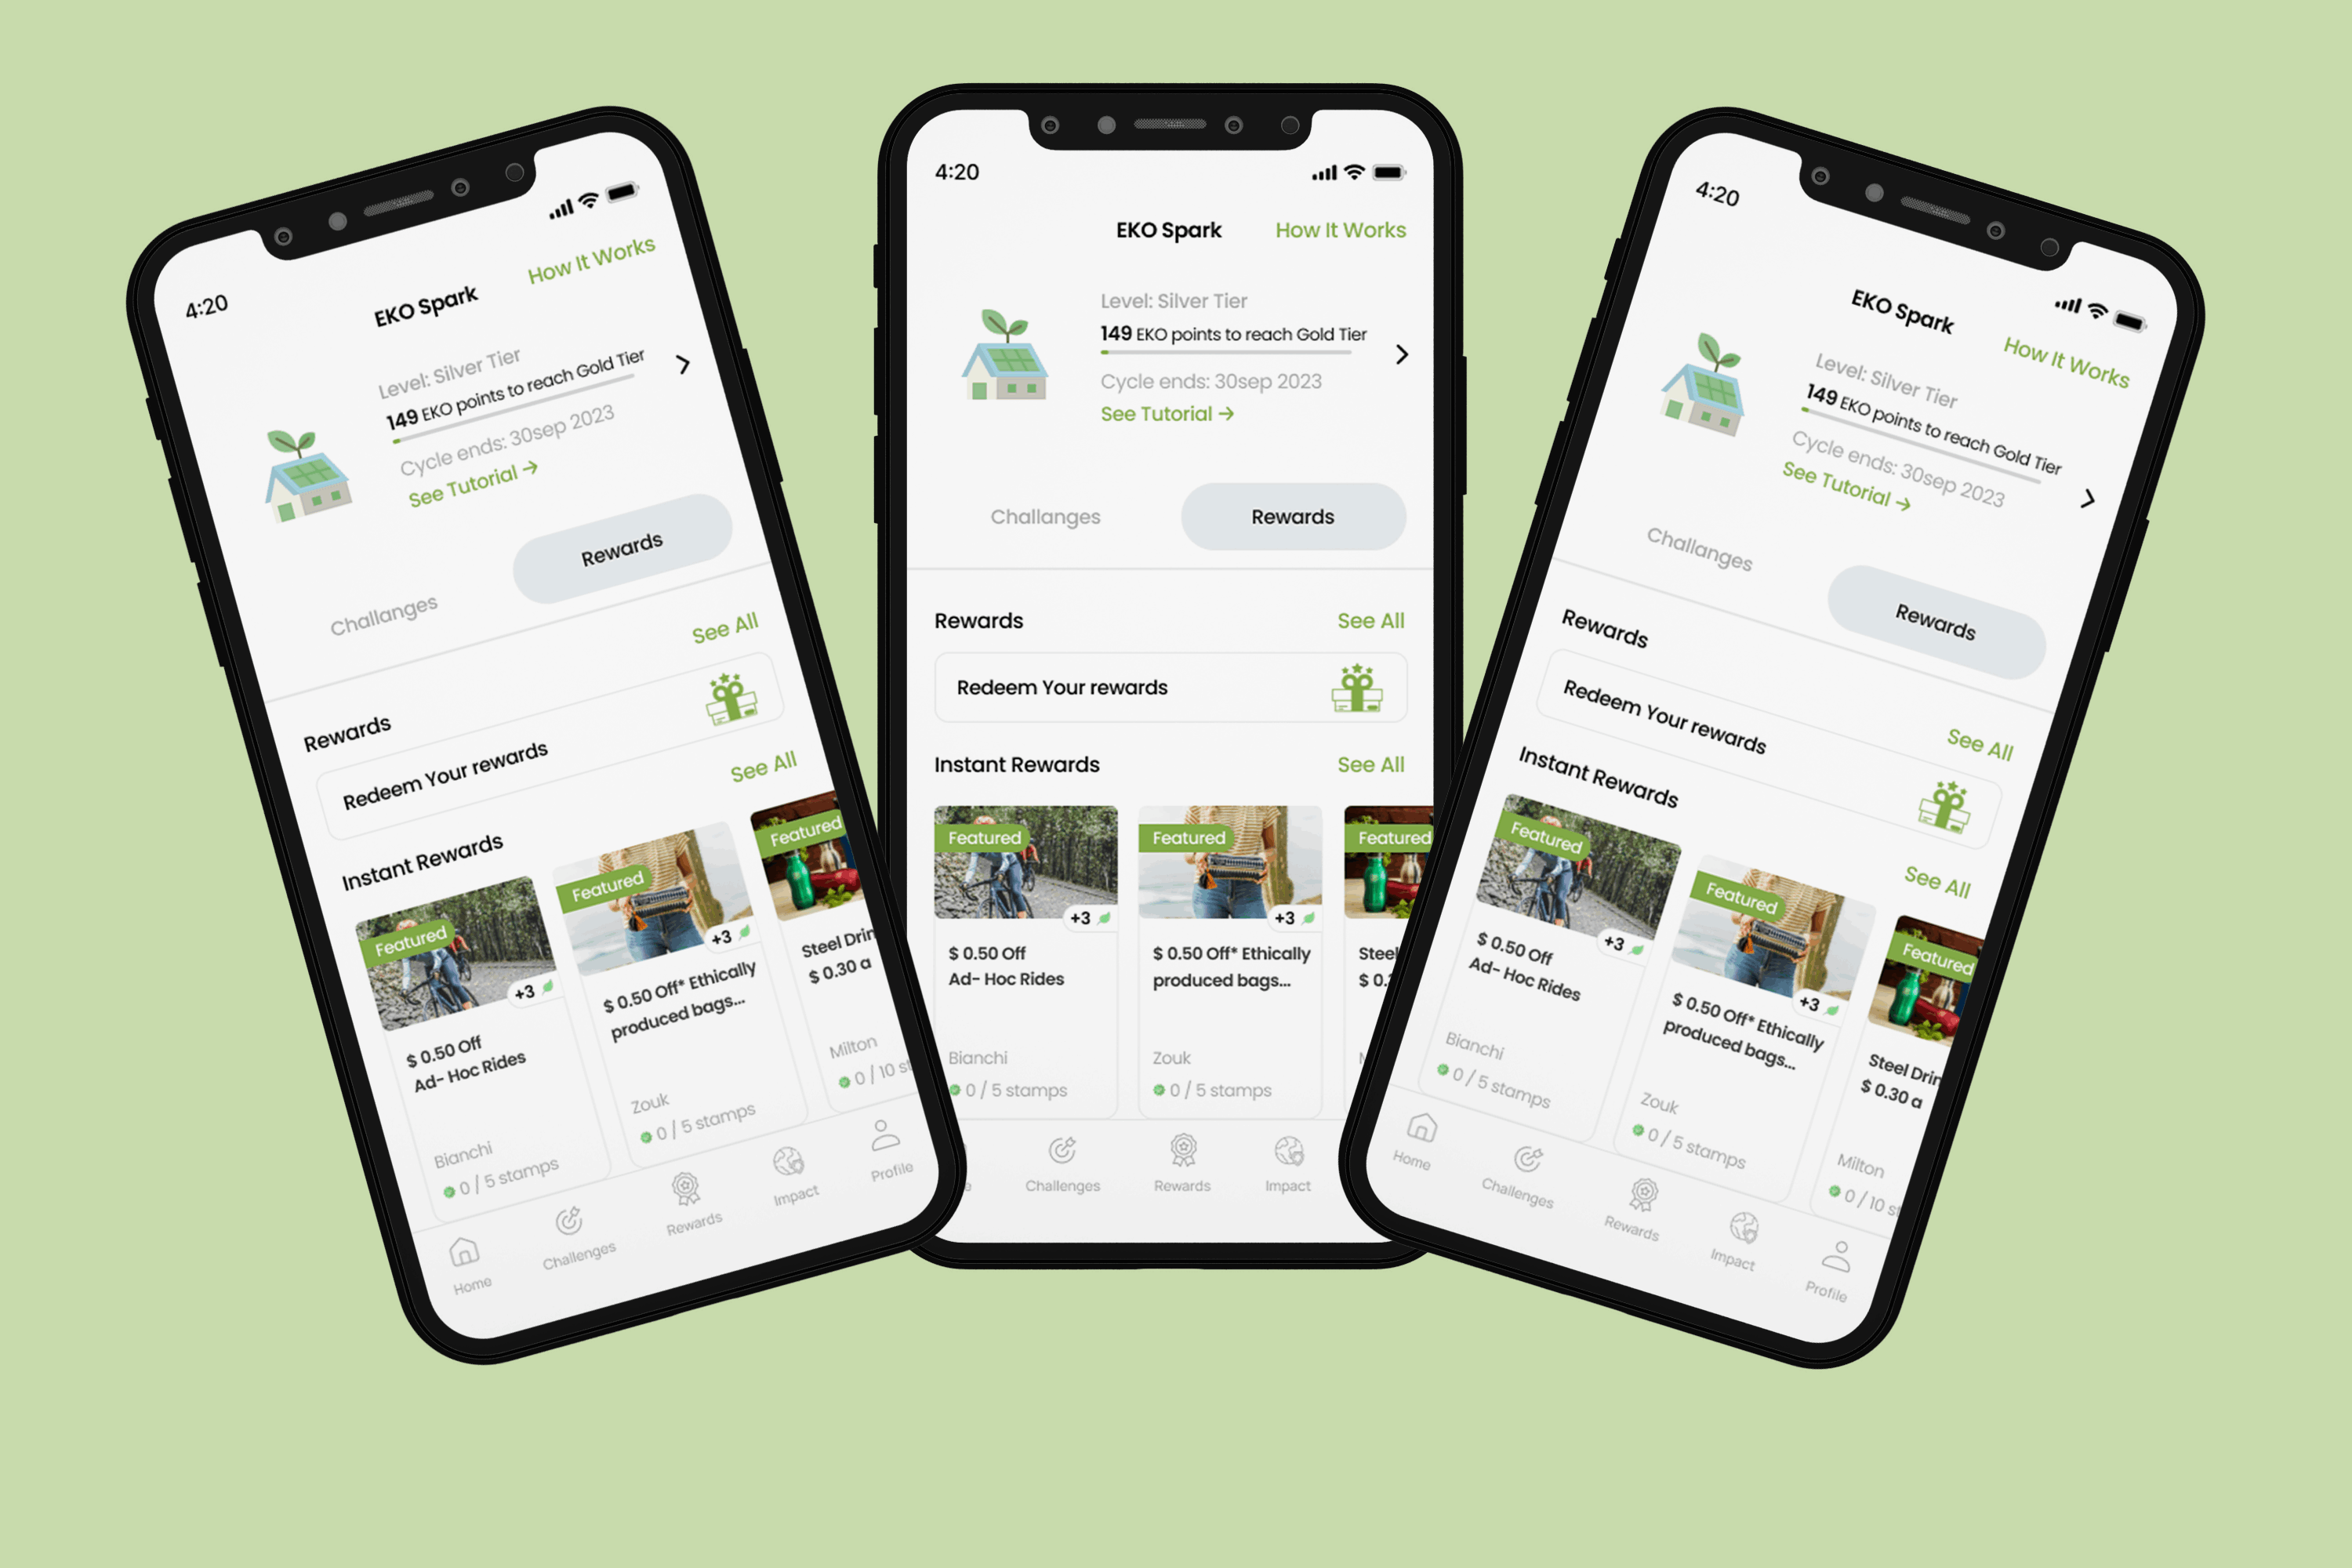 4:20
EKO Spark
How It Works
Level: Silver Tier
149 EKO points to reach Gold Tier
Cycle ends: 30sep 2023
See Tutorial →
Challanges
Rewards
Rewards
See All
Redeem Your rewards
Instant Rewards
See All
Featured
Featured
Featured
+3
+3
$ 0.50 Off
Ad- Hoc Rides
$ 0.50 Off* Ethically
produced bags...
Steel Drin
$ 0.30 a
Bianchi
Zouk
Milton
0 / 5 stamps
0 / 5 stamps
0 / 10 st
Home
Challenges
Rewards
Impact
Profile
4:20
EKO Spark
How It Works
Level: Silver Tier
149 EKO points to reach Gold Tier
Cycle ends: 30sep 2023
See Tutorial →
Challanges
Rewards
Rewards
See All
Redeem Your rewards
Instant Rewards
See All
Featured
Featured
Featured
+3
+3
$ 0.50 Off
Ad- Hoc Rides
$ 0.50 Off* Ethically
produced bags...
Steel
Bianchi
Zouk
0 / 5 stamps
0 / 5 stamps
Challenges
Rewards
Impact
4:20
EKO Spark
How It Works
Level: Silver Tier
149 EKO points to reach Gold Tier
Cycle ends: 30sep 2023
See Tutorial →
Challanges
Rewards
Rewards
See All
Redeem Your rewards
Instant Rewards
See All
Featured
Featured
Featured
+3
+3
$ 0.50 Off
Ad- Hoc Rides
$ 0.50 Off* Ethically
produced bags...
Steel Drin
$ 0.30 a
Bianchi
Zouk
Milton
0 / 5 stamps
0 / 5 stamps
0 / 10 st
Home
Challenges
Rewards
Impact
Profile